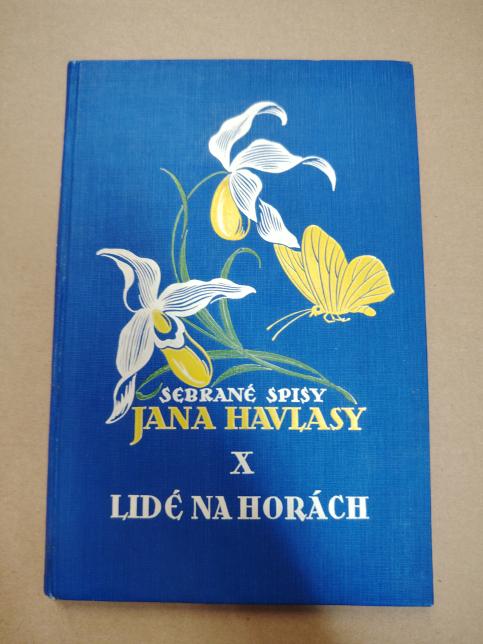 SEBRANÉ SPISY
JANA HAVLASY
X
LIDÉ NA HORÁCH